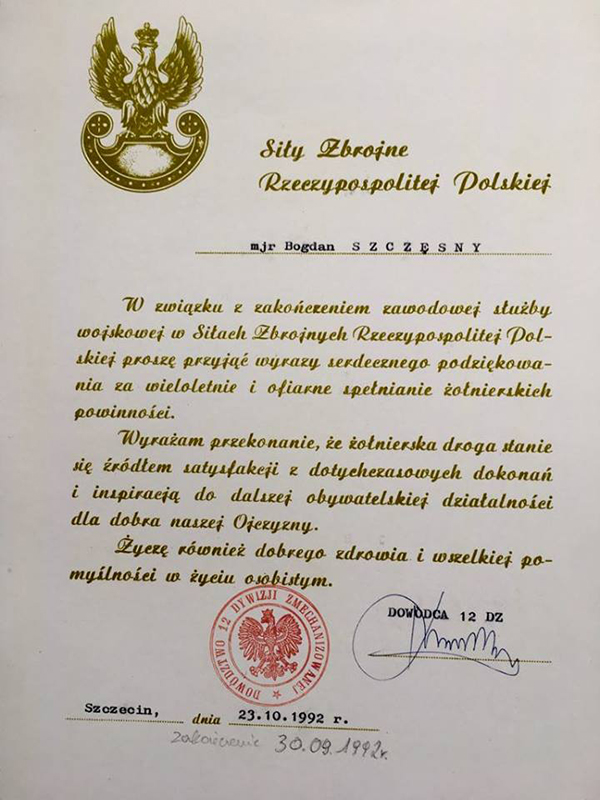 Siły Zbrojne
Rzeczypospolitej Polskiej
mjr Bogdan S Z C Z Ę S N Y
W związku z zakończeniem zawodowej służby
wojskowej w Siłach Zbrojnych Rzeczypospolitej Pol-
skiej proszę przyjąć wyrazy serdecznego podziękowa-
nia za wieloletnie i ofiarne spełnianie żołnierskich
powinności.
Wyrażam przekonanie, że żołnierska droga stanie
się źródłem satysfakcji z dotychczasowych dokonań
i inspiracją do dalszej obywatelskiej działalności
dla dobra naszej Ojczyzny.
Życzę również dobrego zdrowia i wszelkiej po-
myślności w życiu osobistym.
DOWÓDCA 12 DZ
DOWÓDZTWO 12 DYWIZJI ZMECHANIZOWANEJ
Szczecin, dnia 23.10.1992 r.
zakończenie 30.09.1992r.